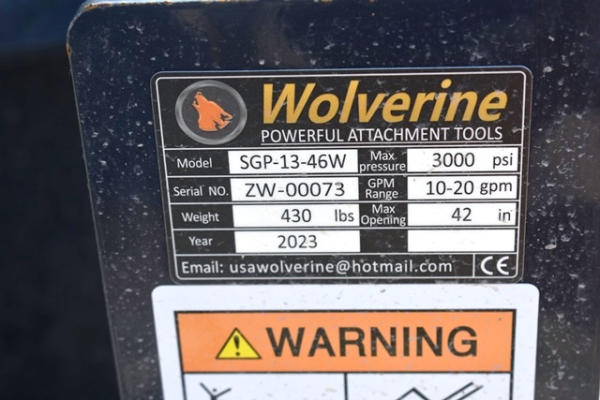 Wolverine
POWERFUL ATTACHMENT TOOLS
Model SGP-13-46W Max. pressure 3000 psi
Serial NO. ZW-00073 GPM Range 10-20 gpm
Weight 430 lbs Max Opening 42 in
Year 2023
Email: usawolverine@hotmail.com CE
WARNING